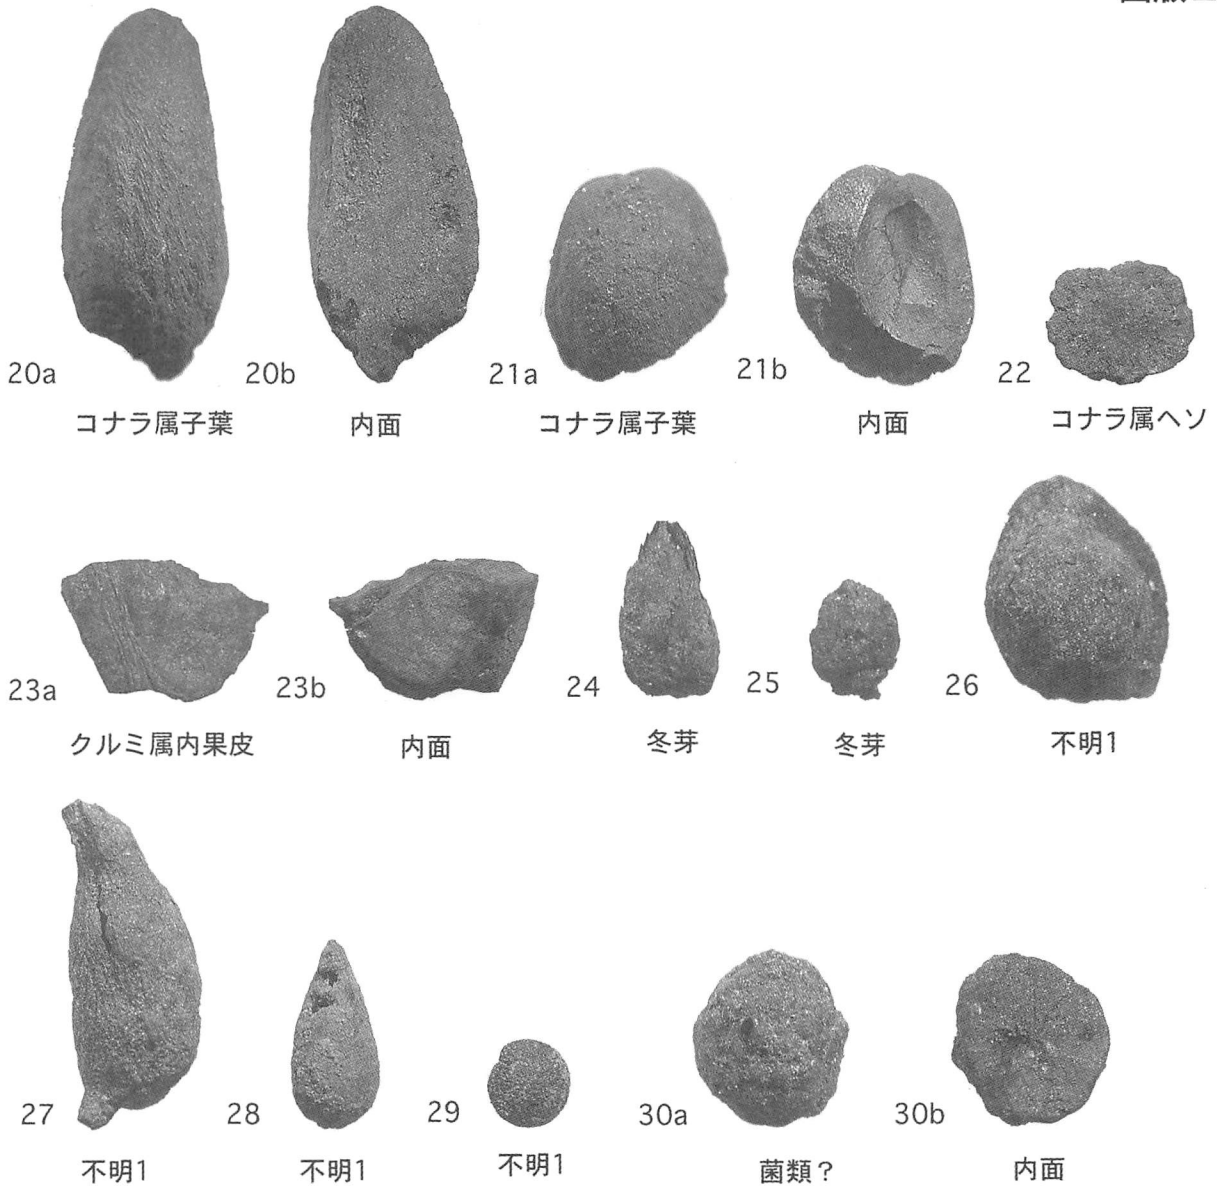 20a
20b
21a
21b
22
コナラ属子葉
内面
コナラ属子葉
内面
コナラ属ヘソ
23a
23b
24
25
26
クルミ属内果皮
内面
冬芽
冬芽
不明1
27
28
29
30a
30b
不明1
不明1
不明1
菌類?
内面